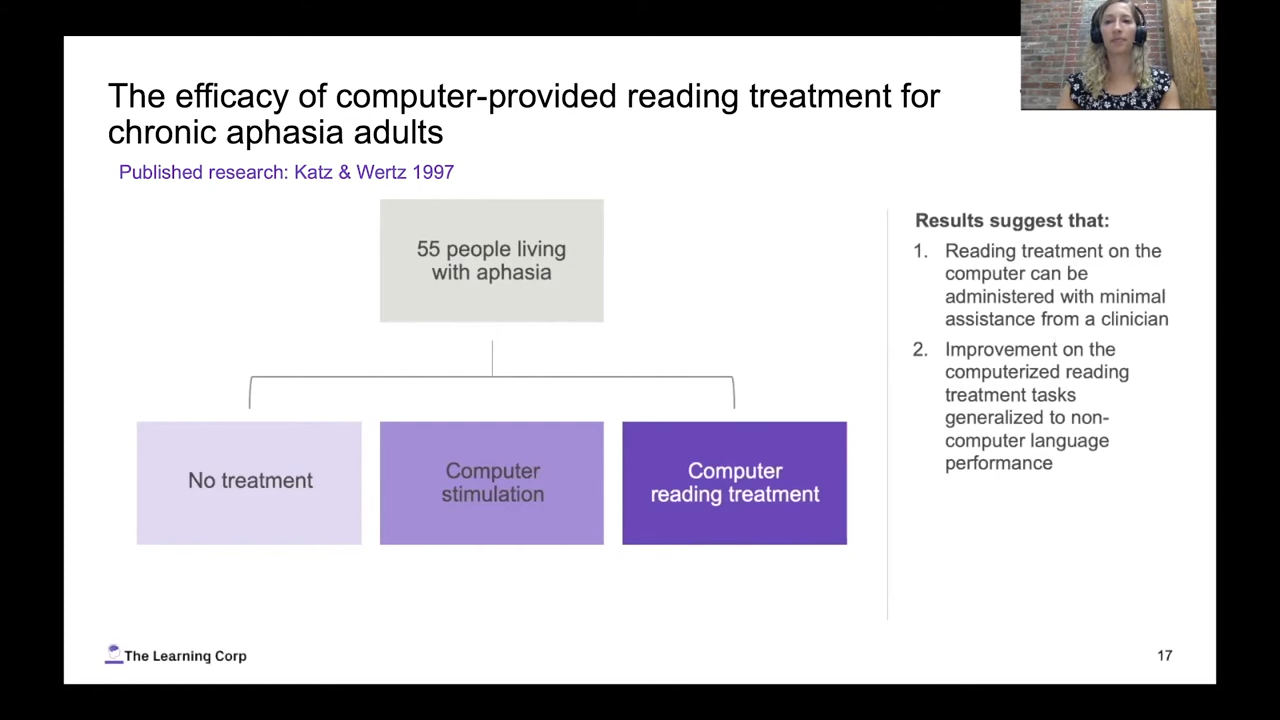 The efficacy of computer-provided reading treatment for
chronic aphasia adults
Published research: Katz & Wertz 1997
55 people living
with aphasia
No treatment
Computer
stimulation
Computer
reading treatment
Results suggest that:
1. Reading treatment on the
computer can be
administered with minimal
assistance from a clinician
2. Improvement on the
computerized reading
treatment tasks
generalized to non-
computer language
performance
The Learning Corp
17